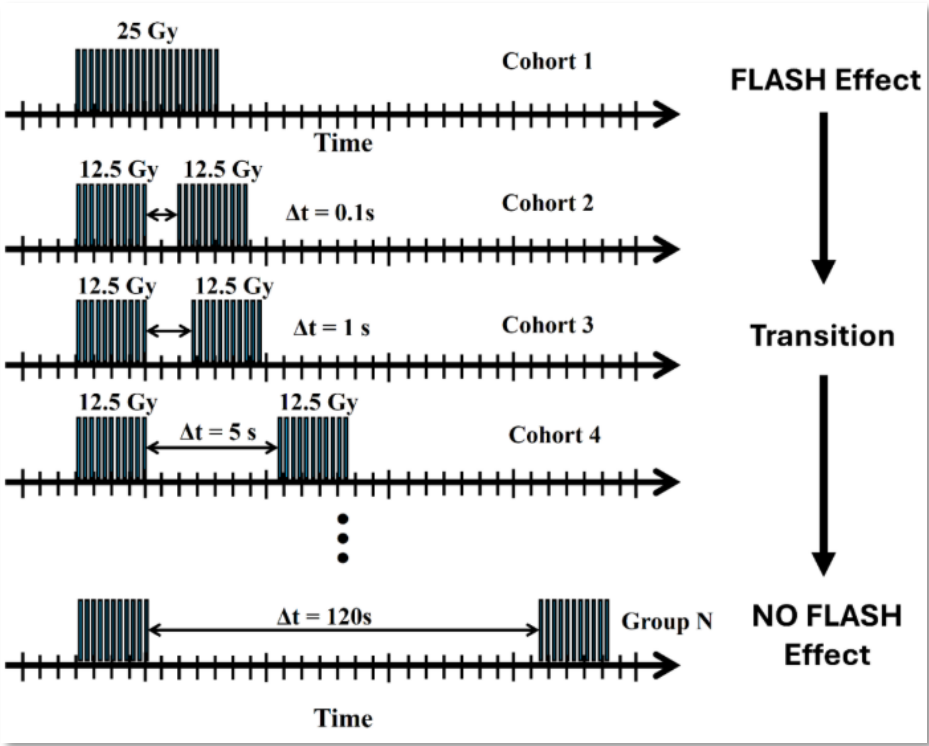 25 Gy
Cohort 1
FLASH Effect
Time
12.5 Gy 12.5 Gy
Δt = 0.1s
Cohort 2
12.5 Gy 12.5 Gy
Δt = 1 s
Cohort 3
Transition
12.5 Gy 12.5 Gy
Δt = 5 s
Cohort 4
Δt = 120s
Group N
NO FLASH
Effect
Time